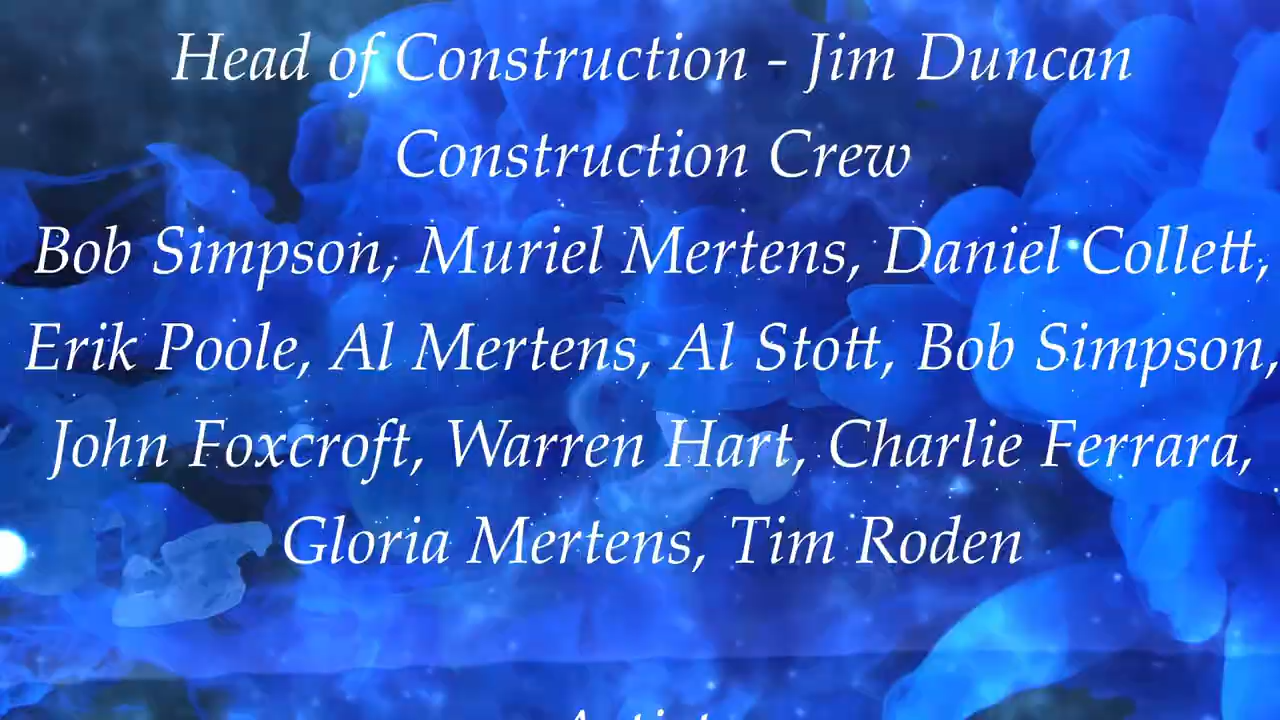 Head of Construction - Jim Duncan
Construction Crew
Bob Simpson, Muriel Mertens, Daniel Collett,
Erik Poole, Al Mertens, Al Stott, Bob Simpson,
John Foxcroft, Warren Hart, Charlie Ferrara,
Gloria Mertens, Tim Roden